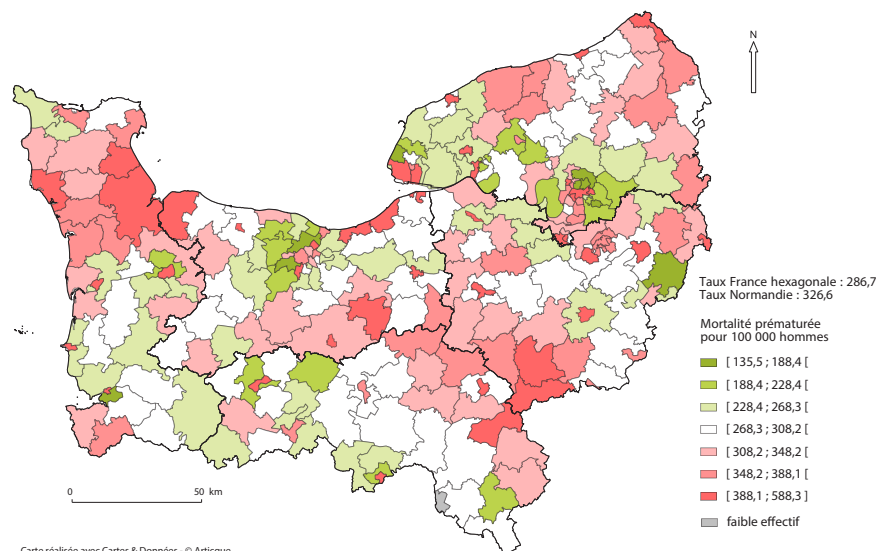 N
Taux France hexagonale : 286,7
Taux Normandie : 326,6
Mortalité prématurée
pour 100 000 hommes
[ 135,5 ; 188,4 [
[ 188,4 ; 228,4 [
[ 228,4 ; 268,3 [
[ 268,3 ; 308,2 [
[ 308,2 ; 348,2 [
[ 348,2 ; 388,1 [
[ 388,1 ; 588,3 ]
faible effectif
0 50 km
Carte réalisée avec Cartes & Données - © Articque